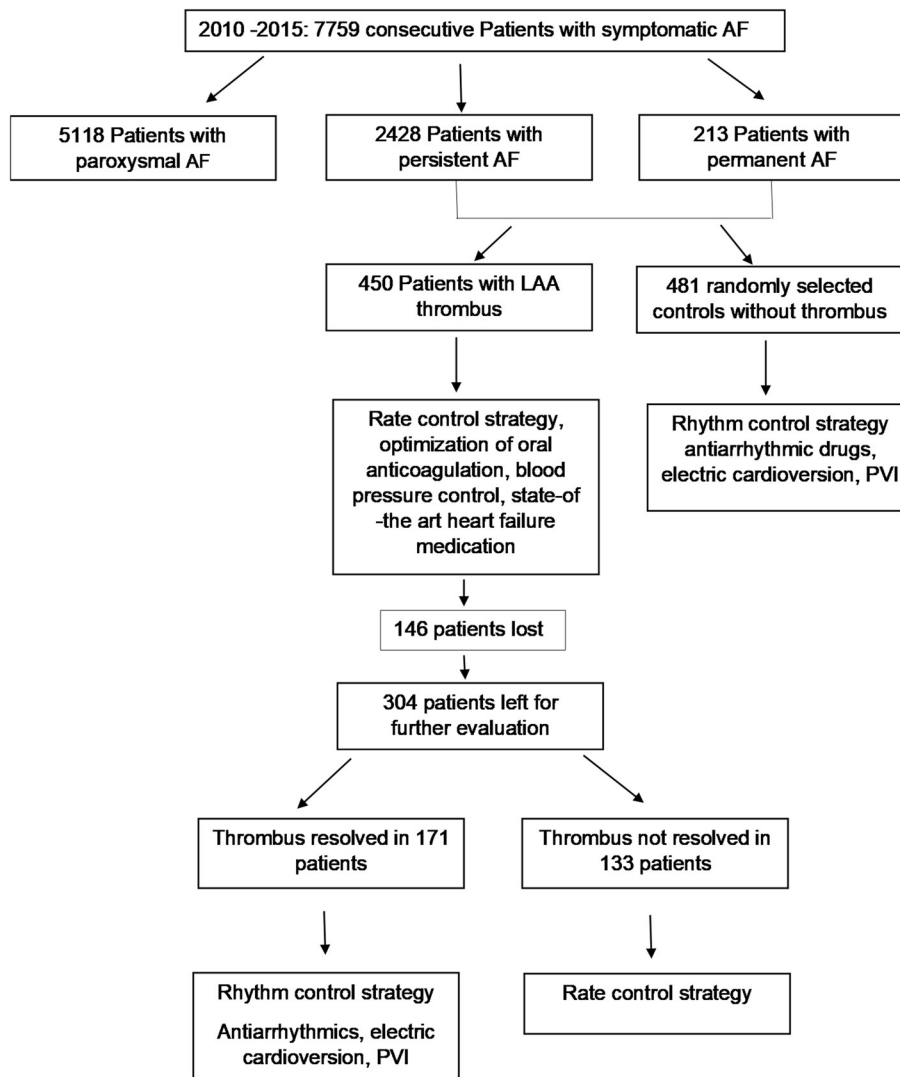 2010 -2015: 7759 consecutive Patients with symptomatic AF
5118 Patients with
paroxysmal AF
2428 Patients with
persistent AF
213 Patients with
permanent AF
450 Patients with LAA
thrombus
481 randomly selected
controls without thrombus
Rate control strategy,
optimization of oral
anticoagulation, blood
pressure control, state-of
-the art heart failure
medication
Rhythm control strategy
antiarrhythmic drugs,
electric cardioversion, PVI
146 patients lost
304 patients left for
further evaluation
Thrombus resolved in 171
patients
Thrombus not resolved in
133 patients
Rhythm control strategy
Antiarrhythmics, electric
cardioversion, PVI
Rate control strategy